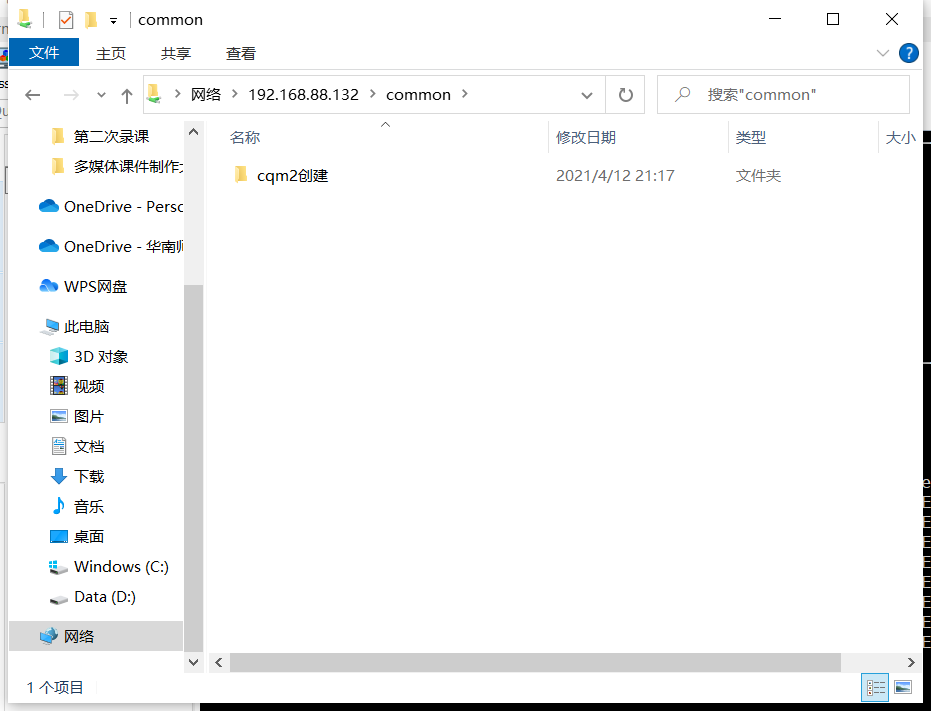 common
文件 主页 共享 查看
网络 192.168.88.132 common 搜索"common"
名称 修改日期 类型 大小
第二次录课
cqm2创建 2021/4/12 21:17 文件夹
多媒体课件制作
OneDrive - Perso
OneDrive - 华南师
WPS网盘
此电脑
3D 对象
视频
图片
文档
下载
音乐
桌面
Windows (C:)
Data (D:)
网络
1 个项目